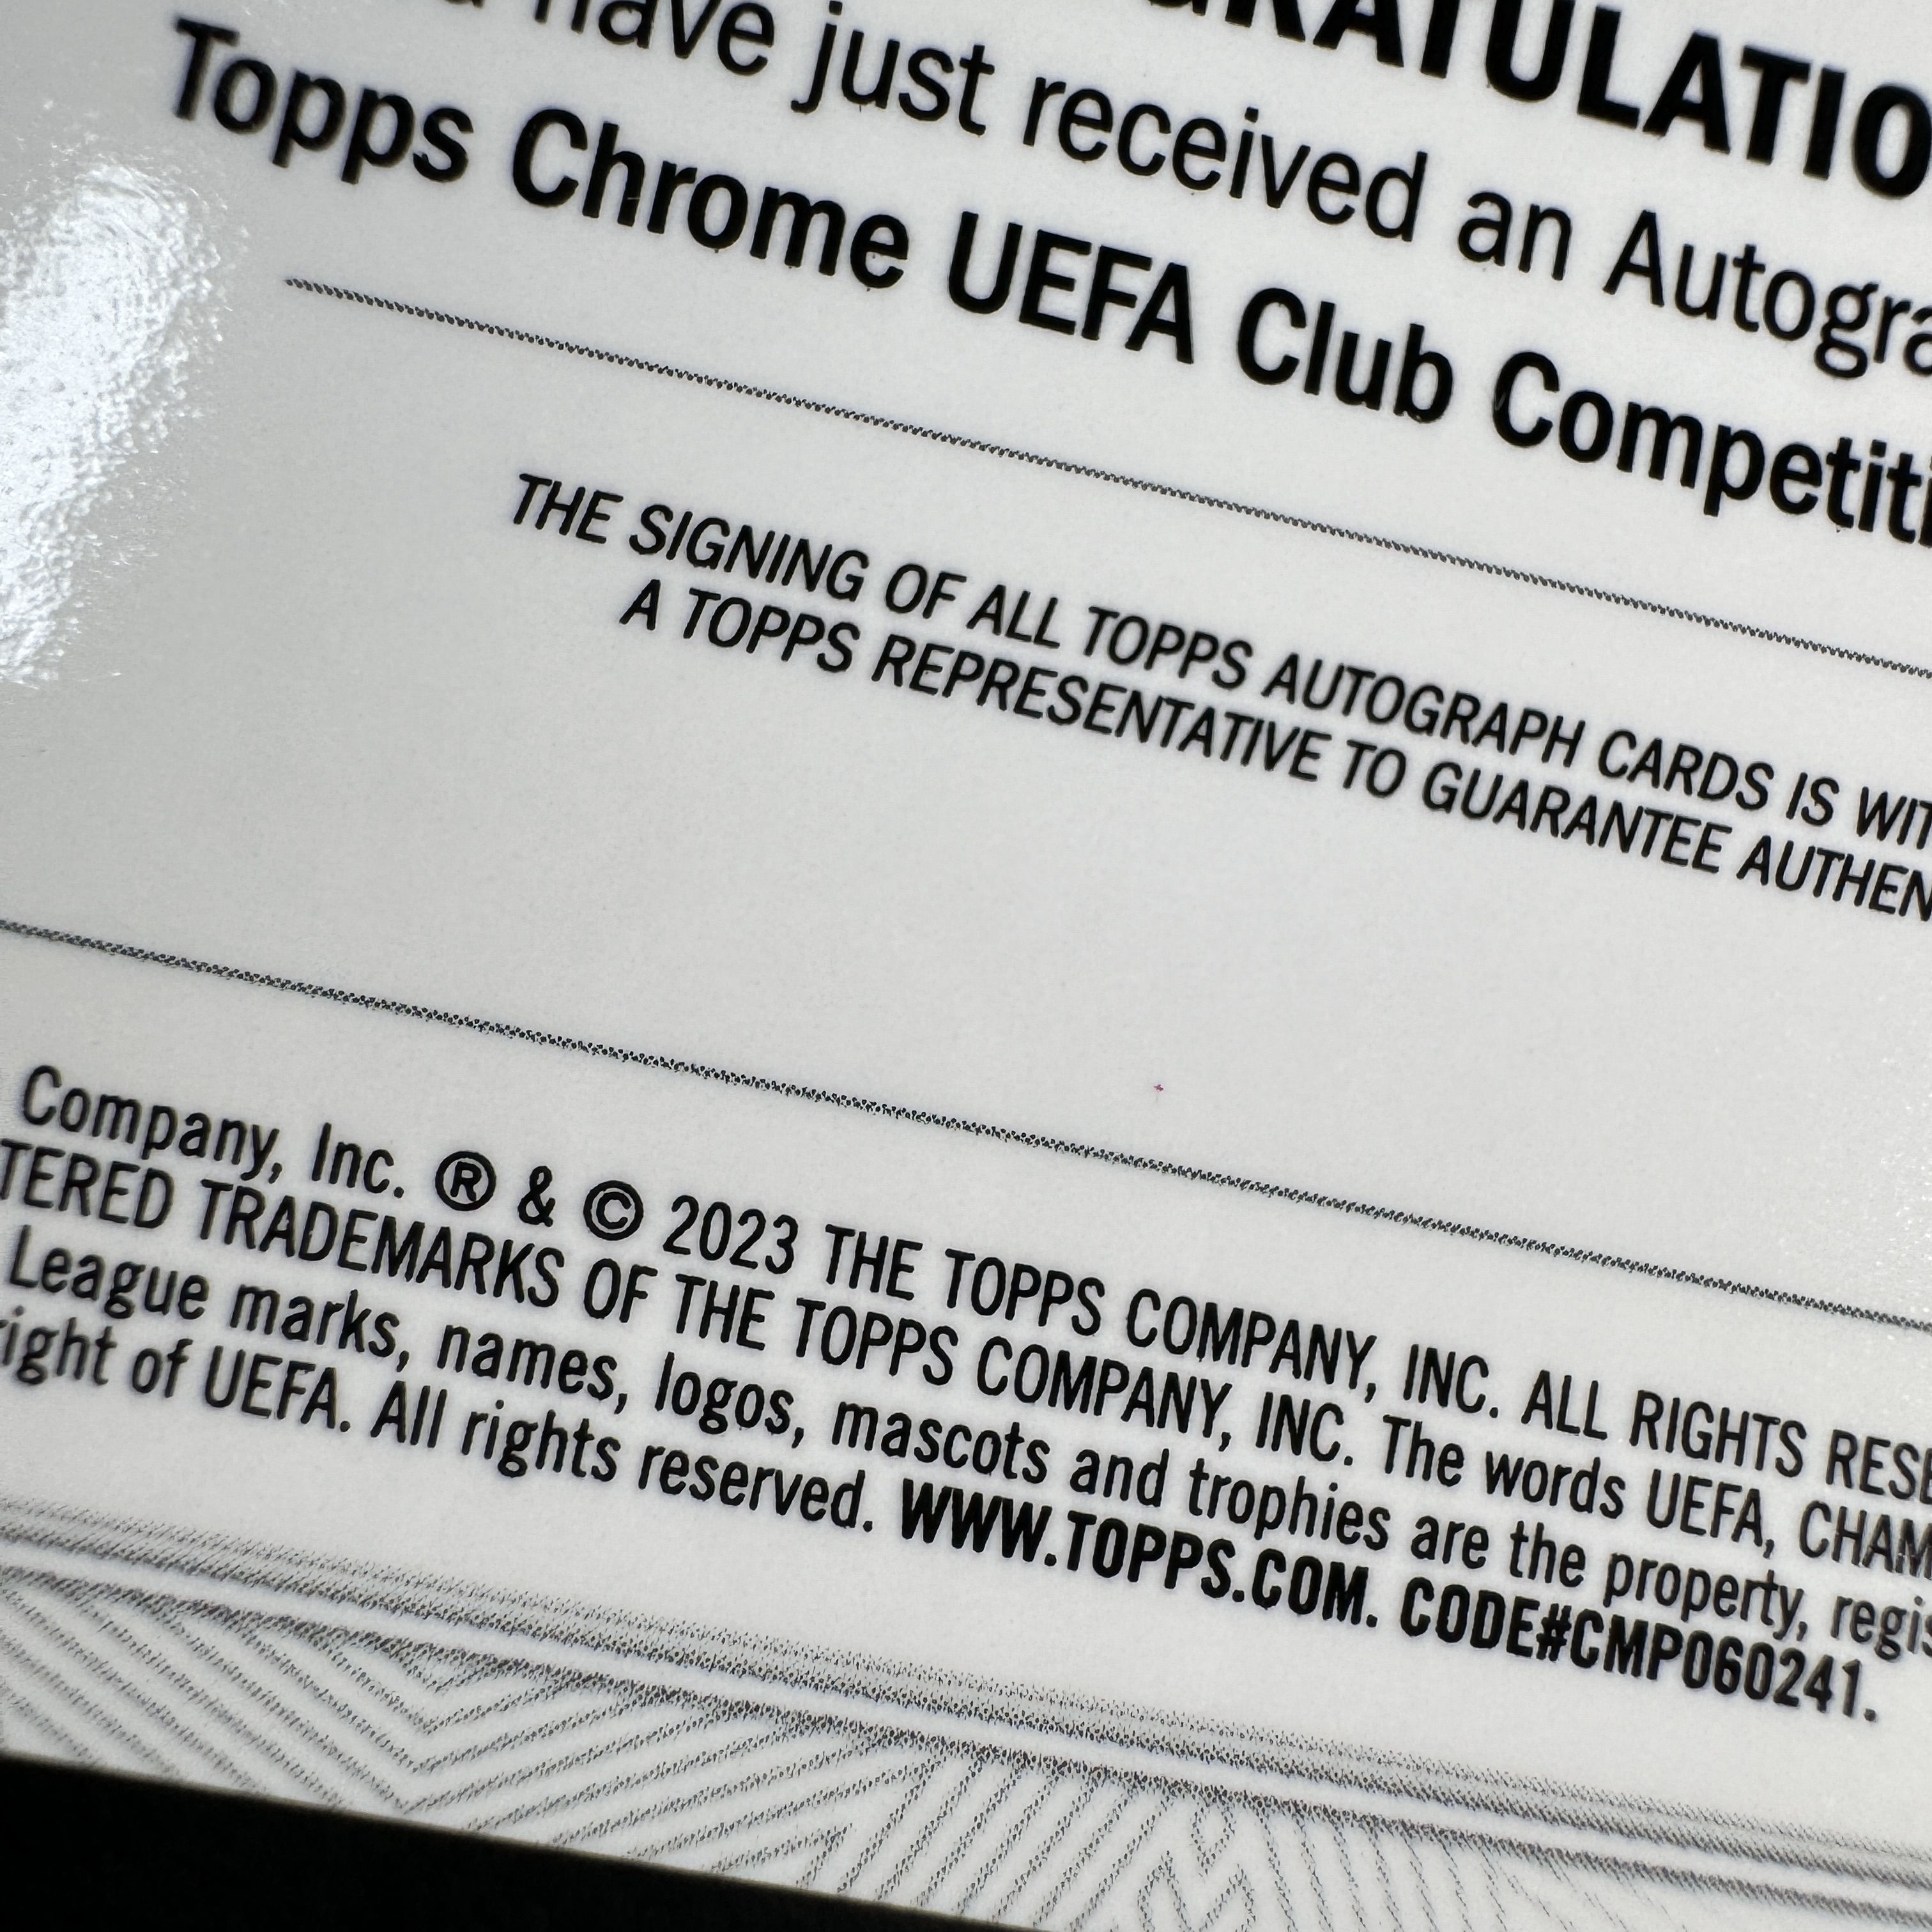 GRATULATIO
have just received an Autogra
Topps Chrome UEFA Club Competiti
THE SIGNING OF ALL TOPPS AUTOGRAPH CARDS IS WIT
A TOPPS REPRESENTATIVE TO GUARANTEE AUTHEN
Company, Inc. ® & © 2023 THE TOPPS COMPANY, INC. ALL RIGHTS RESE
TERED TRADEMARKS OF THE TOPPS COMPANY, INC. The words UEFA, CHAM
League marks, names, logos, mascots and trophies are the property, regis
right of UEFA. All rights reserved. WWW.TOPPS.COM. CODE#CMP060241.